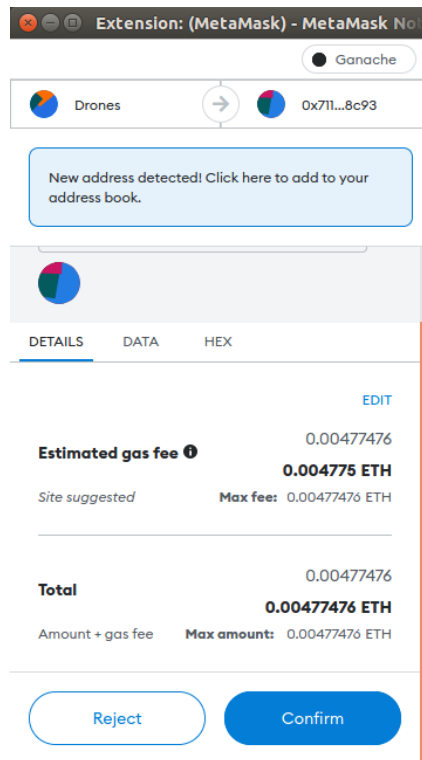 Extension: (MetaMask) - MetaMask No
Ganache
Drones
0x711...8c93
New address detected! Click here to add to your
address book.
DETAILS DATA HEX
EDIT
0.00477476
Estimated gas fee
0.004775 ETH
Site suggested Max fee: 0.00477476 ETH
0.00477476
Total
0.00477476 ETH
Amount + gas fee Max amount: 0.00477476 ETH
Reject Confirm